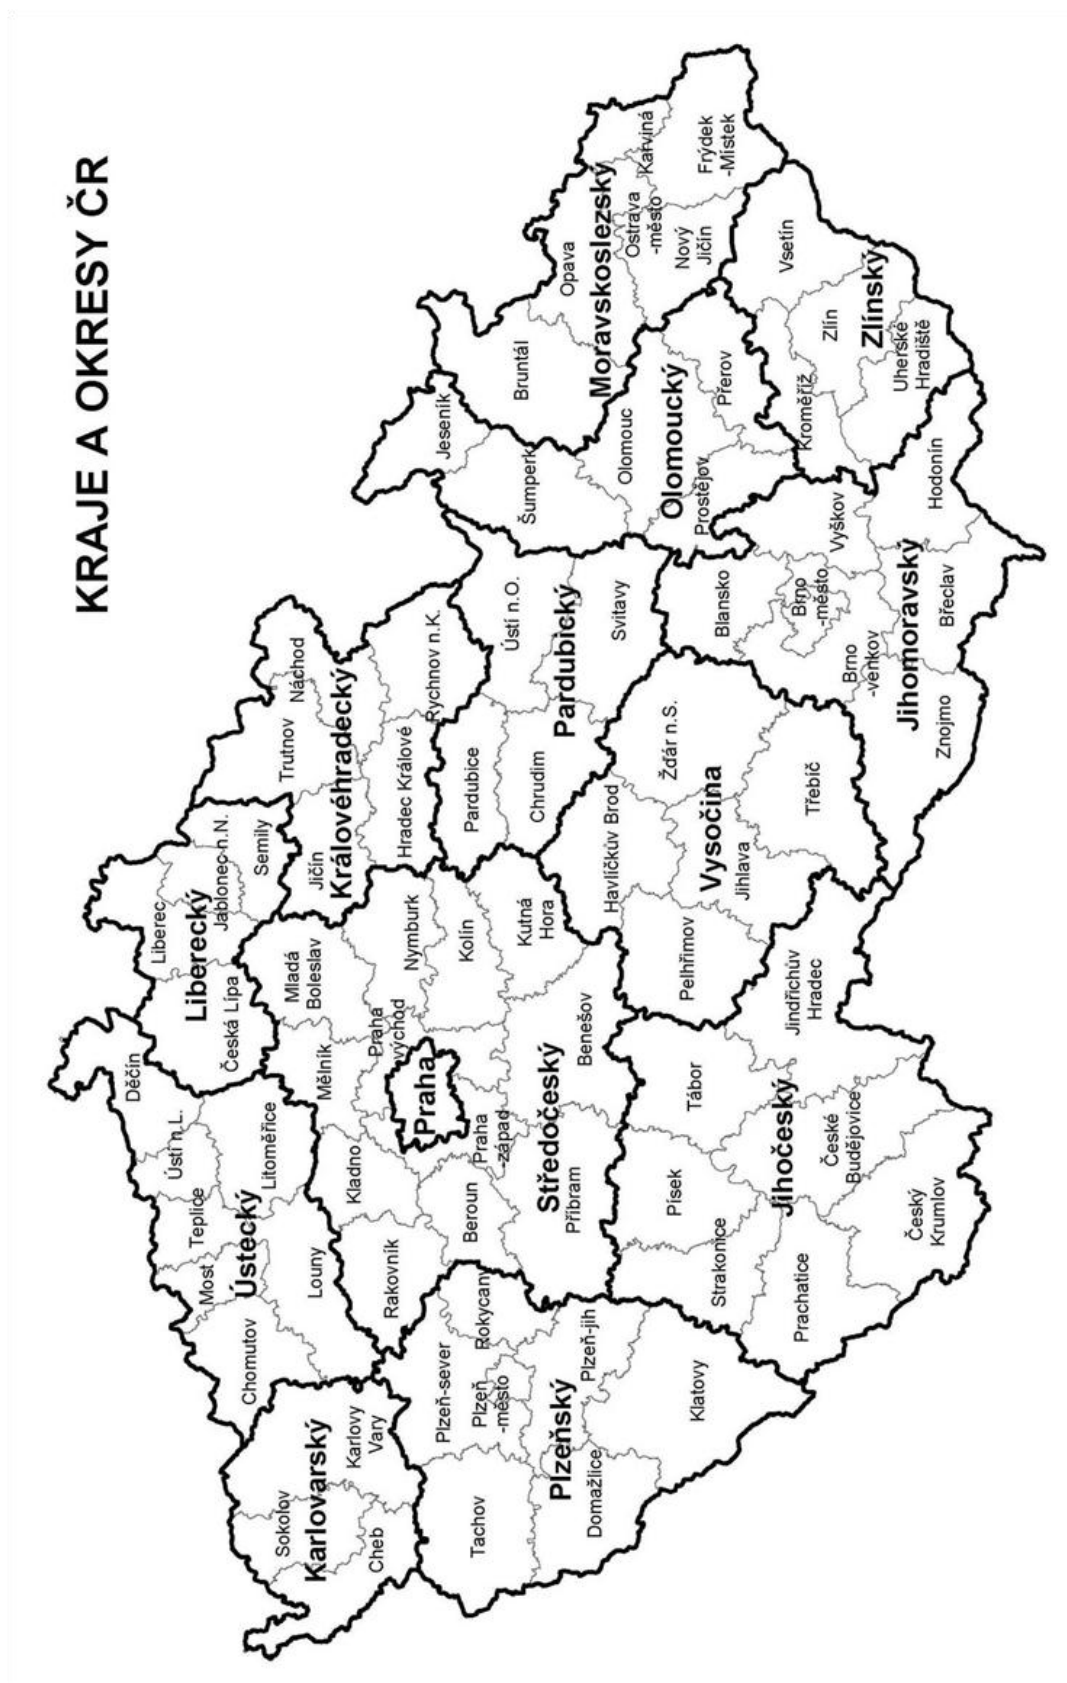 KRAJE A OKRESY ČR
Karlovarský
Sokolov
Cheb
Karlovy
Vary
Ústecký
Chomutov
Most
Teplice
Ústí n.L.
Děčín
Louny
Litoměřice
Liberecký
Česká Lípa
Liberec
Jablonec n.N.
Semily
Královéhradecký
Jičín
Trutnov
Náchod
Hradec Králové
Rychnov n.K.
Pardubický
Pardubice
Chrudim
Ústí n.O.
Svitavy
Praha
Středočeský
Rakovník
Kladno
Mělník
Mladá
Boleslav
Nymburk
Praha
východ
Kolín
Kutná
Hora
Beroun
Praha
-západ
Příbram
Benešov
Plzeňský
Tachov
Plzeň-sever
Plzeň
-město
Rokycany
Plzeň-jih
Domažlice
Klatovy
Jihočeský
Strakonice
Písek
Tábor
Prachatice
České
Budějovice
Jindřichův
Hradec
Český
Krumlov
Vysočina
Pelhřimov
Havlíčkův Brod
Žďár n.S.
Jihlava
Třebíč
Jihomoravský
Blansko
Brno
-město
Brno
-venkov
Vyškov
Znojmo
Břeclav
Hodonín
Olomoucký
Jeseník
Šumperk
Olomouc
Prostějov
Přerov
Moravskoslezský
Bruntál
Opava
Ostrava
-město
Karviná
Nový
Jičín
Frýdek
-Místek
Zlínský
Kroměříž
Zlín
Vsetín
Uherské
Hradiště